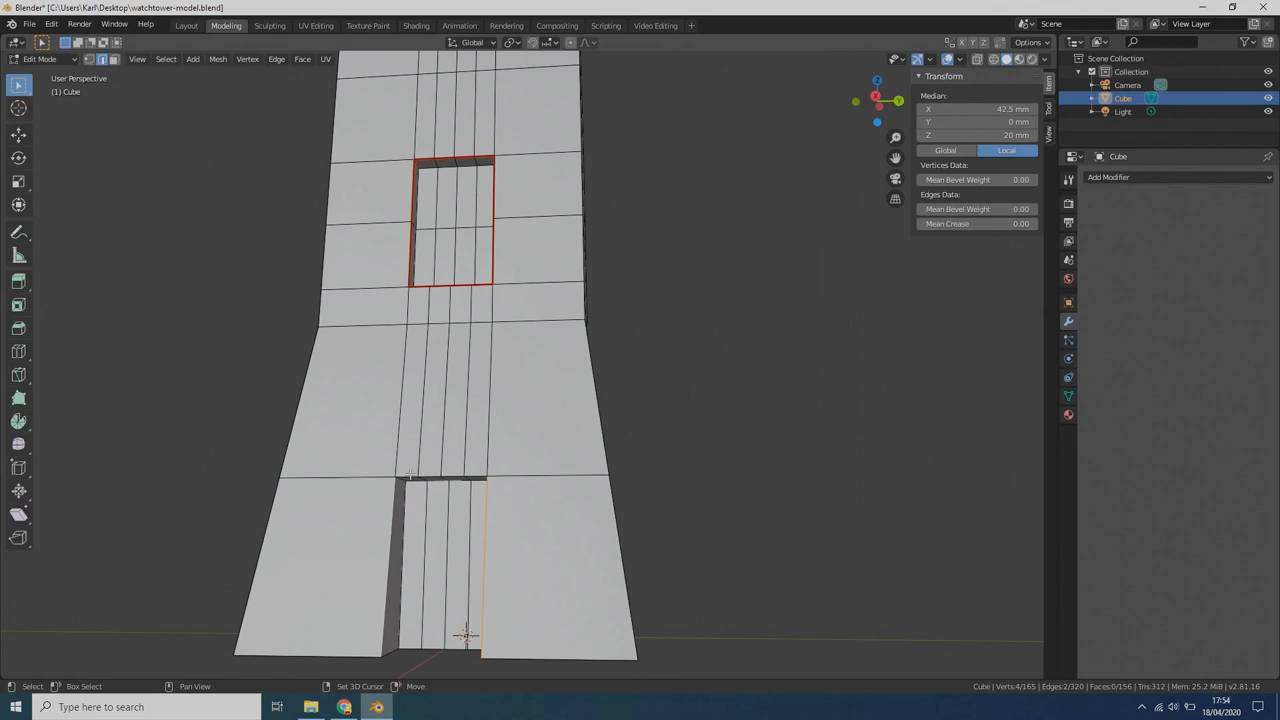 Blender* [C:\Users\Karl\Desktop\watchtower-model.blend]
File Edit Render Window Help Layout Modeling Sculpting UV Editing Texture Paint Shading Animation Rendering Compositing Scripting Video Editing + Scene View Layer
Global Options
Edit Mode View Select Add Mesh Vertex Edge Face UV
User Perspective
(1) Cube
Scene Collection
Collection
Camera
Cube
Light
Transform
Median:
X 42.5 mm
Y 0 mm
Z 20 mm
Global Local
Vertices Data:
Mean Bevel Weight 0.00
Edges Data:
Mean Bevel Weight 0.00
Mean Crease 0.00
Item
Tool
View
Cube
Add Modifier
X Y Z
Z
X
Y
Select Box Select Pan View Set 3D Cursor Move Cube | Verts:4/165 | Edges:2/320 | Faces:0/156 | Tris:312 | Mem: 25.2 MiB | v2.81.16
Type here to search
17:54
18/04/2020